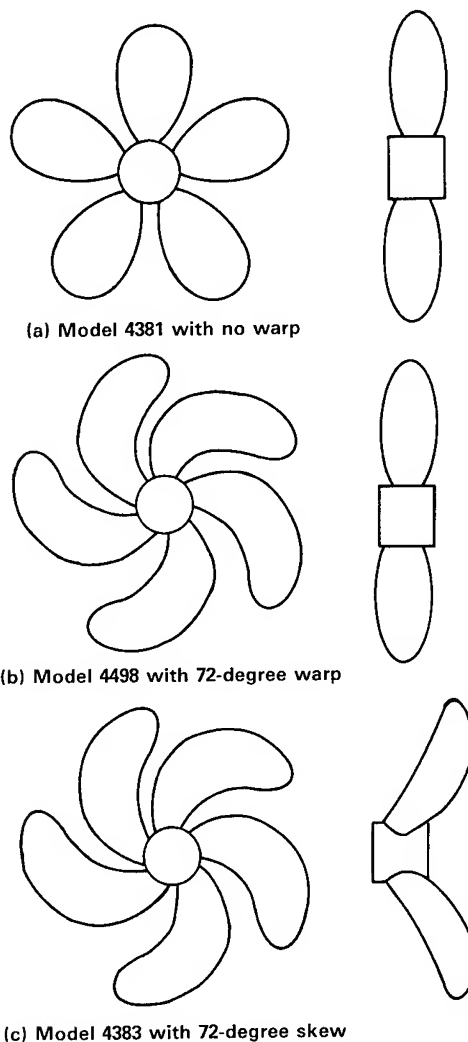 (a) Model 4381 with no warp
(b) Model 4498 with 72-degree warp
(c) Model 4383 with 72-degree skew